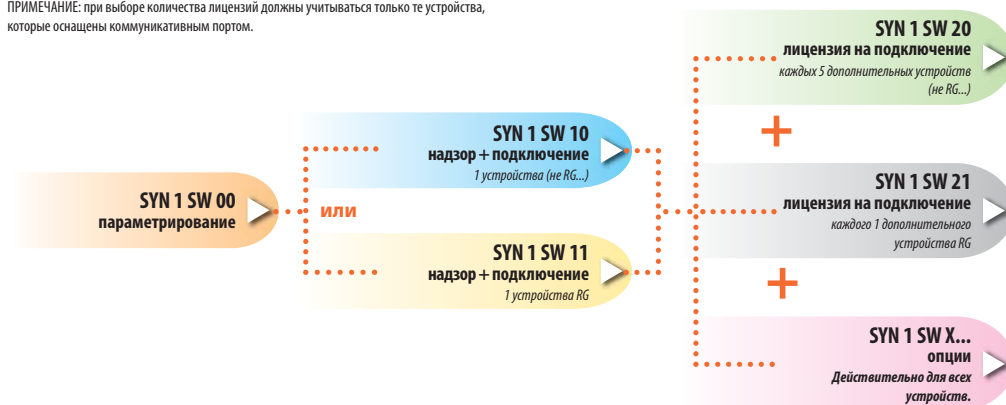 ПРИМЕЧАНИЕ: при выборе количества лицензий должны учитываться только те устройства,
которые оснащены коммуникативным портом.
SYN 1 SW 00
параметрирование
или
SYN 1 SW 10
надзор + подключение
1 устройства (не RG...)
SYN 1 SW 11
надзор + подключение
1 устройства RG
SYN 1 SW 20
лицензия на подключение
каждых 5 дополнительных устройств
(не RG...)
+
SYN 1 SW 21
лицензия на подключение
каждого 1 дополнительного
устройства RG
+
SYN 1 SW X...
опции
Действительно для всех
устройств.